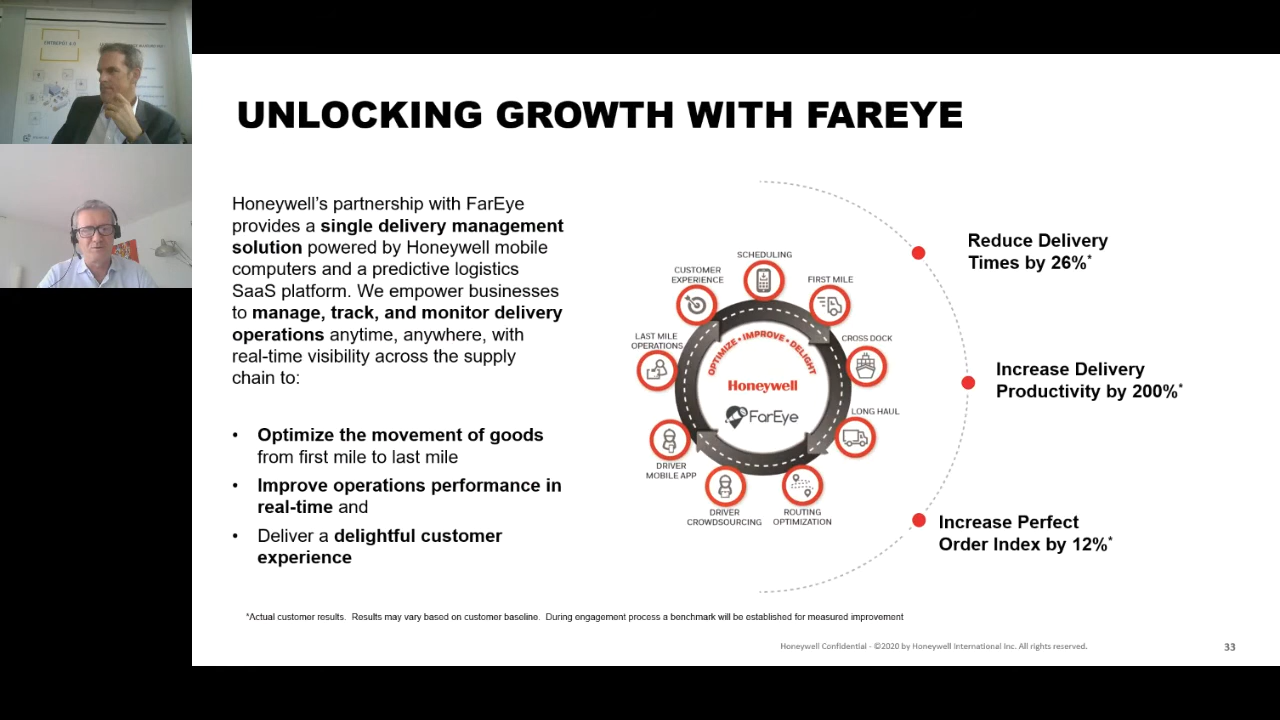 ENTREPÔT 4.0
UNLOCKING GROWTH WITH FAREYE
Honeywell's partnership with FarEye
provides a single delivery management
solution powered by Honeywell mobile
computers and a predictive logistics
SaaS platform. We empower businesses
to manage, track, and monitor delivery
operations anytime, anywhere, with
real-time visibility across the supply
chain to:
• Optimize the movement of goods
from first mile to last mile
• Improve operations performance in
real-time and
• Deliver a delightful customer
experience
SCHEDULING
CUSTOMER
EXPERIENCE
FIRST MILE
LAST MILE
OPERATIONS
CROSS DOCK
OPTIMIZE • IMPROVE • DELIGHT
Honeywell
FarEye
LONG HAUL
DRIVER
MOBILE APP
DRIVER
CROWDSOURCING
ROUTING
OPTIMIZATION
Reduce Delivery
Times by 26%*
Increase Delivery
Productivity by 200%*
Increase Perfect
Order Index by 12%*
*Actual customer results. Results may vary based on customer baseline. During engagement process a benchmark will be established for measured improvement
Honeywell Confidential - ©2020 by Honeywell International Inc. All rights reserved.
33